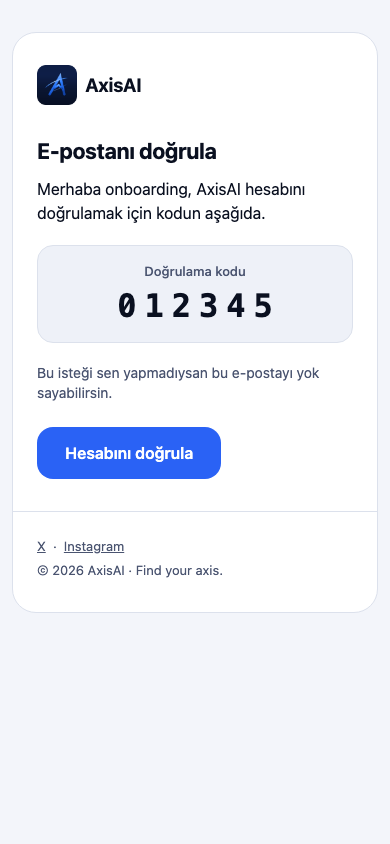 AxisAI
E-postanı doğrula
Merhaba onboarding, AxisAI hesabını
doğrulamak için kodun aşağıda.
Doğrulama kodu
012345
Bu isteği sen yapmadıysan bu e-postayı yok
sayabilirsin.
Hesabını doğrula
X · Instagram
© 2026 AxisAI · Find your axis.